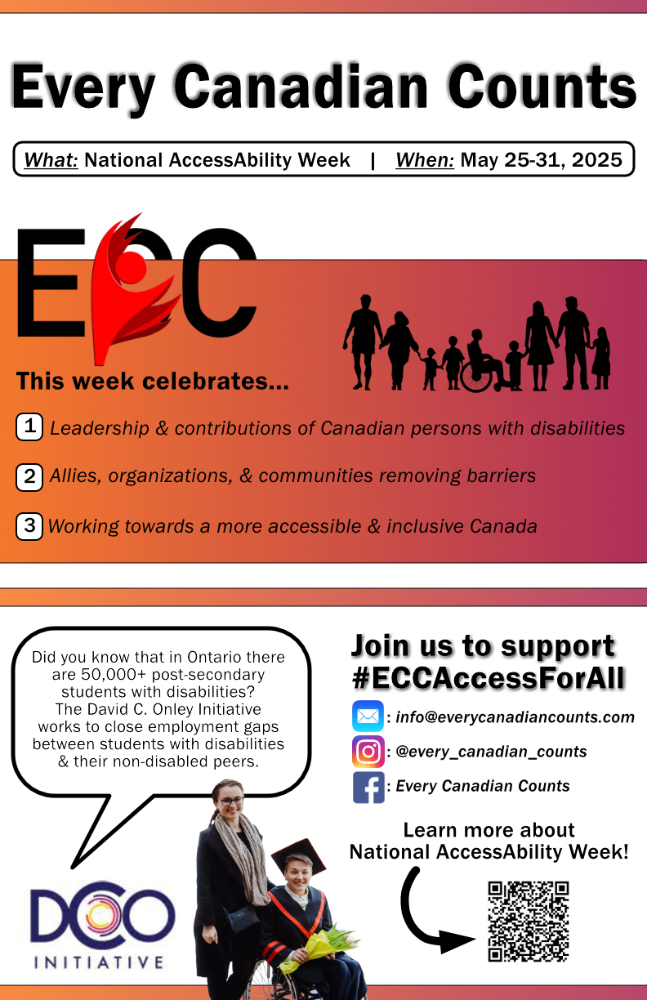 Every Canadian Counts
What: National AccessAbility Week | When: May 25-31, 2025
ECC
This week celebrates...
1 Leadership & contributions of Canadian persons with disabilities
2 Allies, organizations, & communities removing barriers
3 Working towards a more accessible & inclusive Canada
Did you know that in Ontario there
are 50,000+ post-secondary
students with disabilities?
The David C. Onley Initiative
works to close employment gaps
between students with disabilities
& their non-disabled peers.
DCO
INITIATIVE
Join us to support
#ECCAccessForAll
: info@everycanadiancounts.com
: @every_canadian_counts
: Every Canadian Counts
Learn more about
National AccessAbility Week!